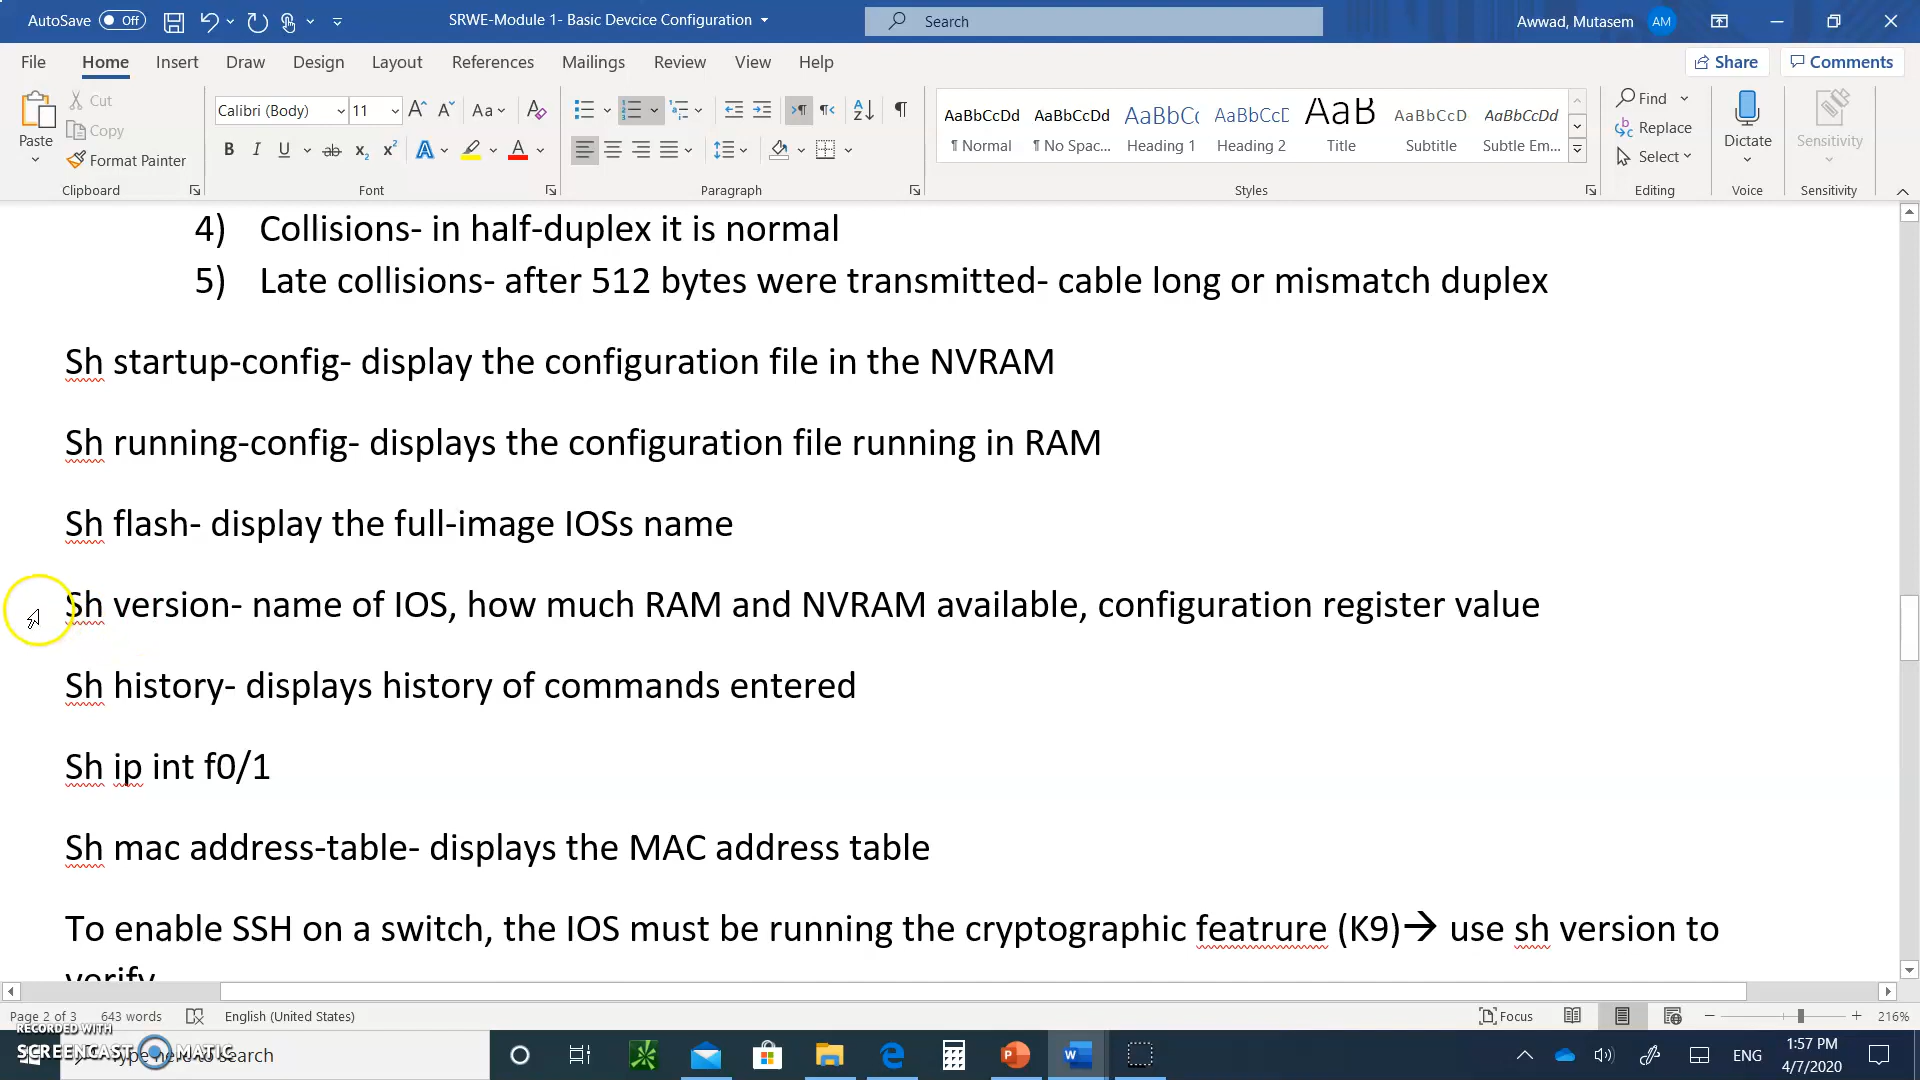 AutoSave Off SRWE-Module 1- Basic Devcice Configuration Search Awwad, Mutasem AM
File Home Insert Draw Design Layout References Mailings Review View Help Share Comments
Paste Cut Copy Format Painter Clipboard
Calibri (Body) 11 Font
Paragraph
AaBbCcDd AaBbCcDd AaBbCc AaBbCcD AaB AaBbCcD AaBbCcDd
¶ Normal ¶ No Spac... Heading 1 Heading 2 Title Subtitle Subtle Em...
Styles
Find Replace Select Editing
Dictate Voice
Sensitivity Sensitivity
4) Collisions- in half-duplex it is normal
5) Late collisions- after 512 bytes were transmitted- cable long or mismatch duplex
Sh startup-config- display the configuration file in the NVRAM
Sh running-config- displays the configuration file running in RAM
Sh flash- display the full-image IOSs name
Sh version- name of IOS, how much RAM and NVRAM available, configuration register value
Sh history- displays history of commands entered
Sh ip int f0/1
Sh mac address-table- displays the MAC address table
To enable SSH on a switch, the IOS must be running the cryptographic featrure (K9)→ use sh version to
verify
Page 2 of 3 643 words English (United States) Focus 216%
RECORDED WITH
SCREENCAST MATIC
Type here to search
ENG 1:57 PM
4/7/2020